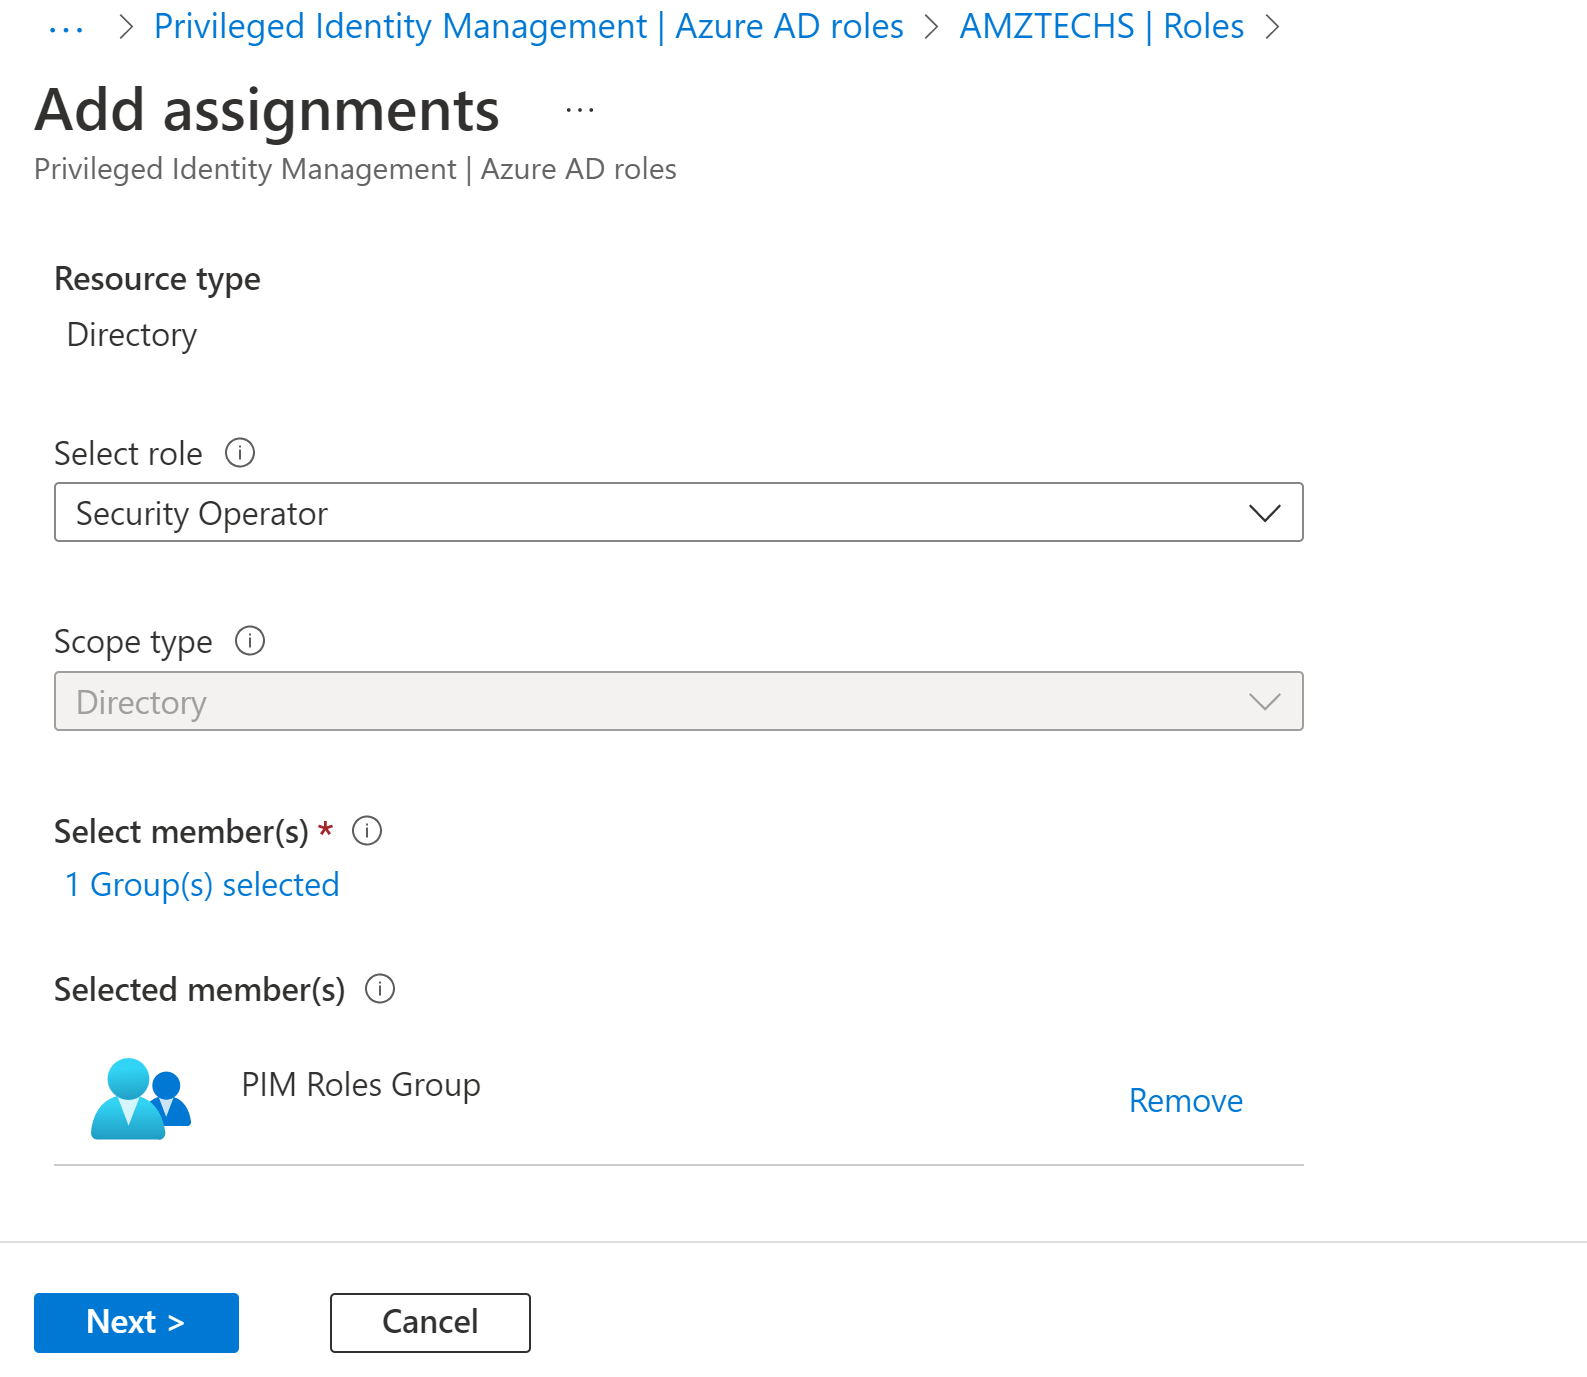 ... > Privileged Identity Management | Azure AD roles > AMZTECHS | Roles >
Add assignments ...
Privileged Identity Management | Azure AD roles
Resource type
Directory
Select role
Security Operator
Scope type
Directory
Select member(s) *
1 Group(s) selected
Selected member(s)
PIM Roles Group
Remove
Next > Cancel